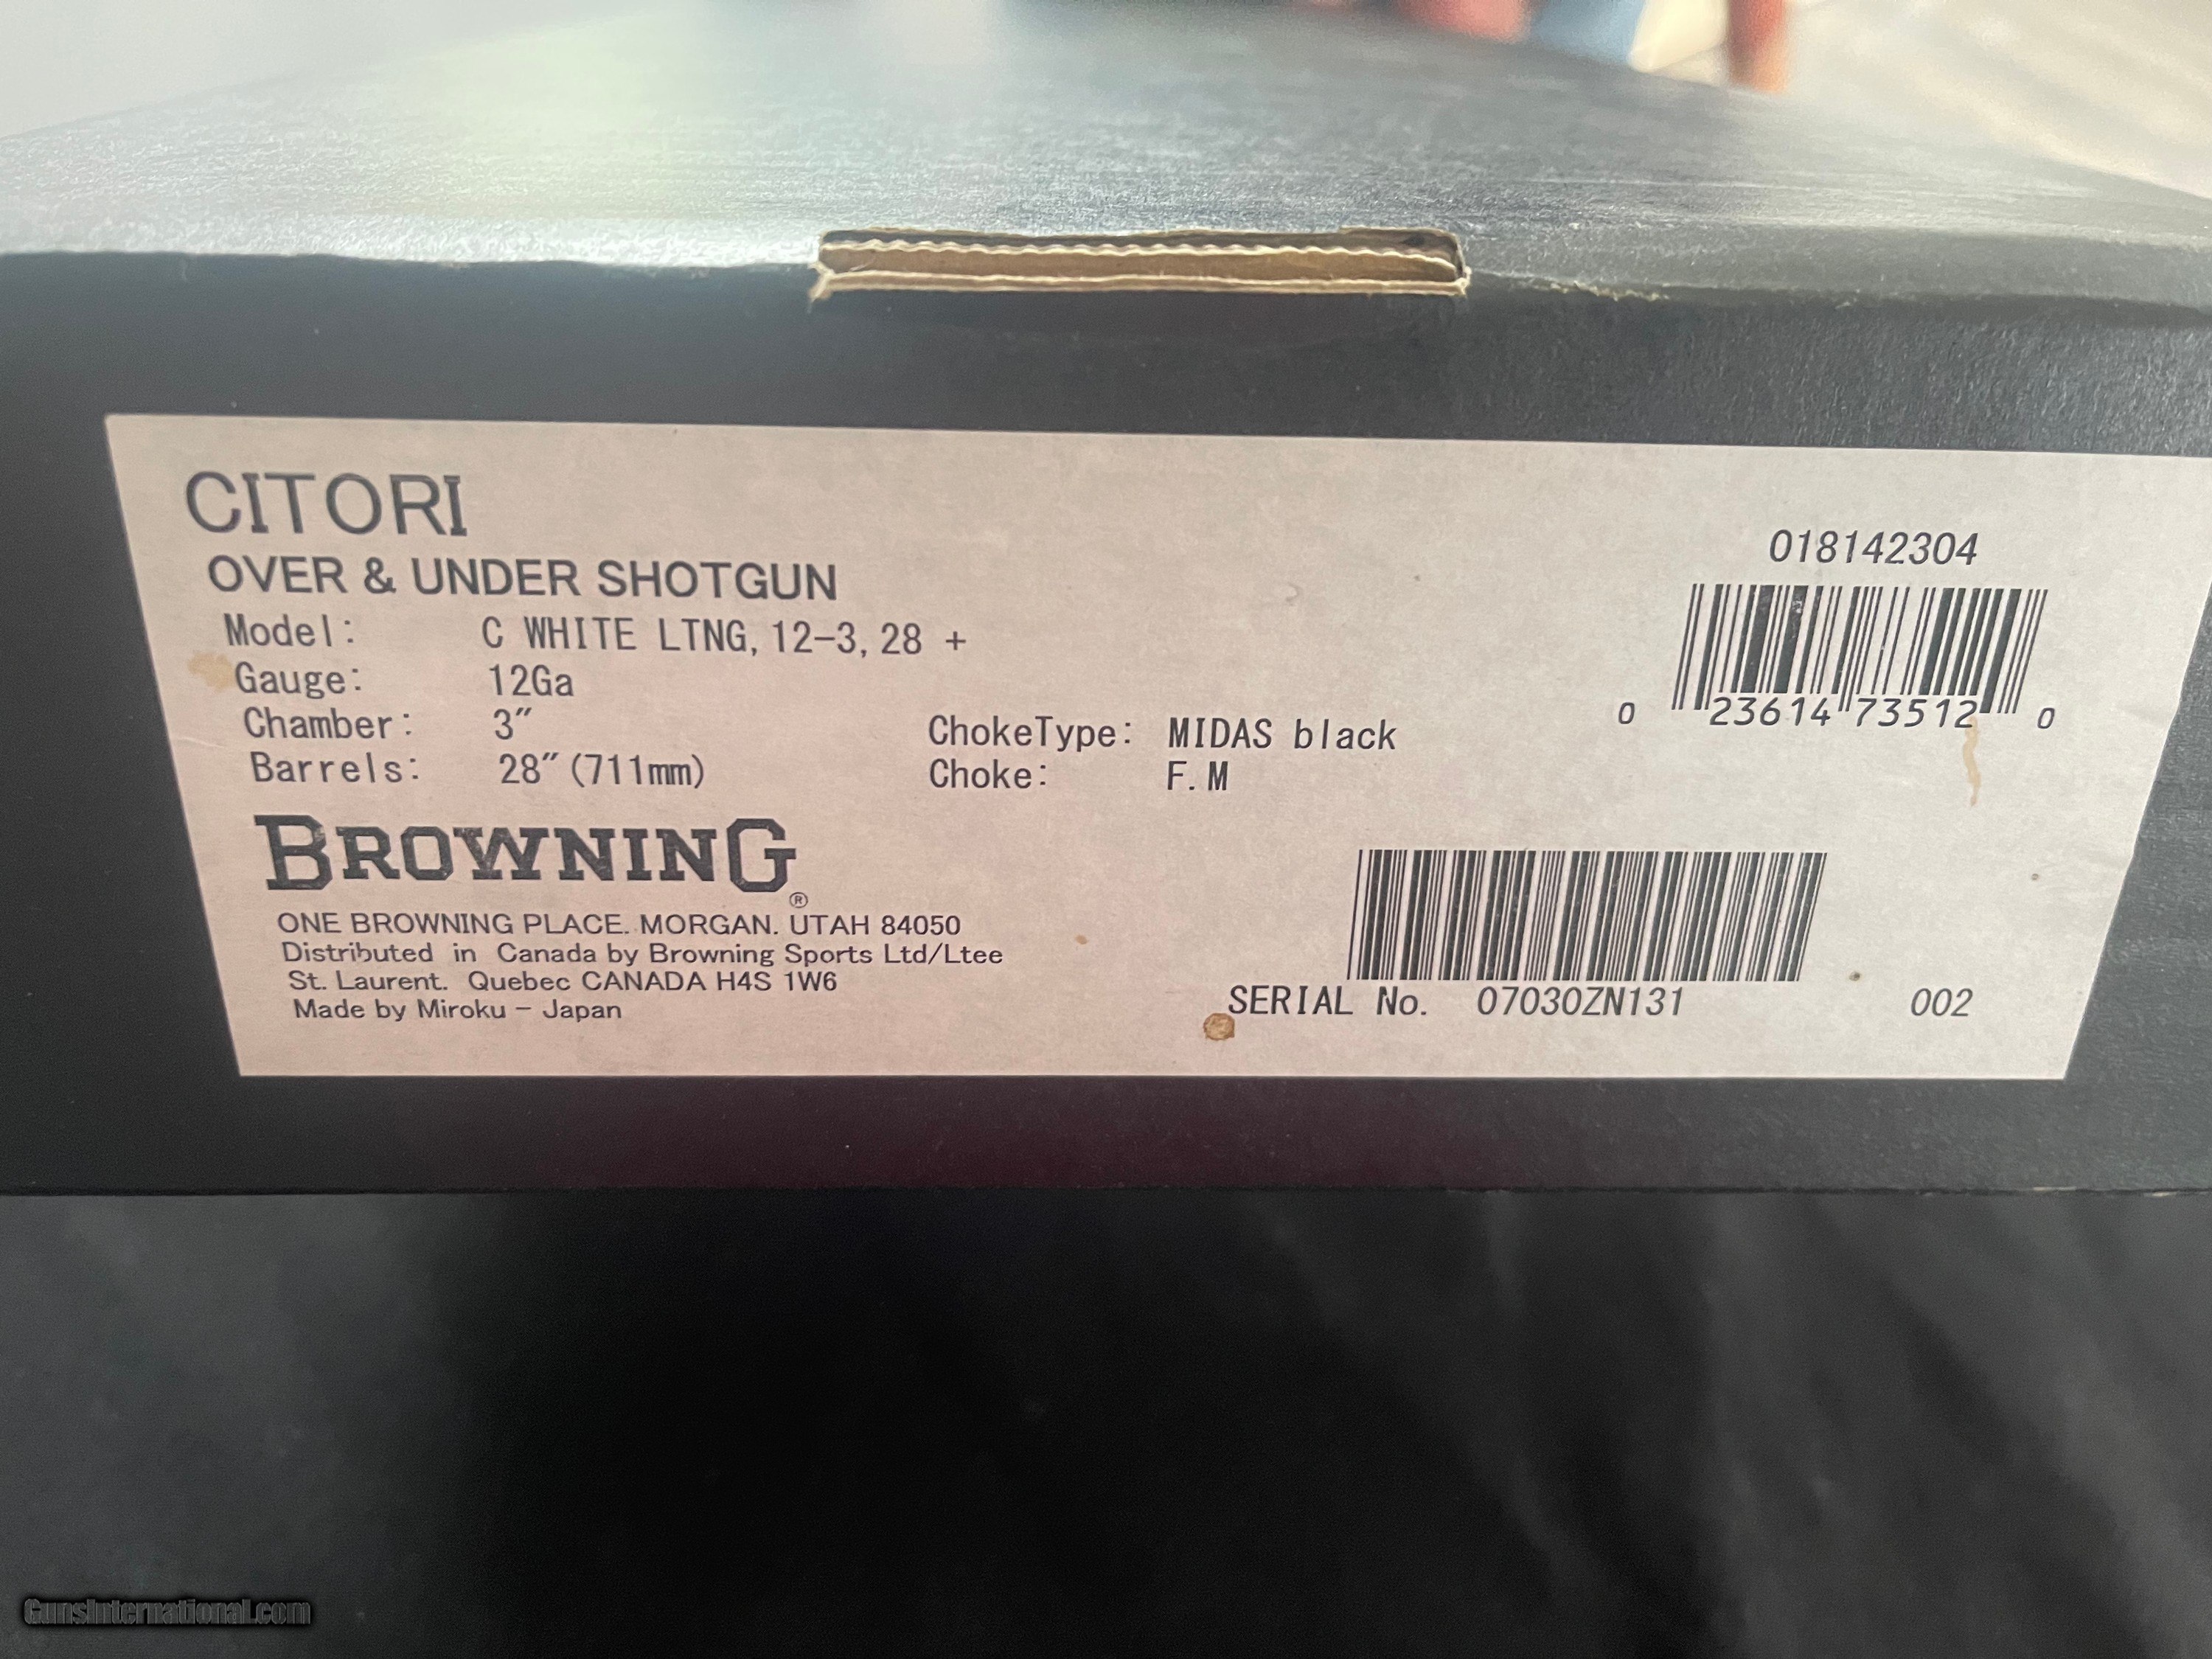 CITORI
OVER & UNDER SHOTGUN
Model: C WHITE LTNG, 12-3, 28 +
Gauge: 12Ga
Chamber: 3"
Barrels: 28" (711mm)
ChokeType: MIDAS black
Choke: F. M
018142304
0 23614 73512 0
BROWNING®
ONE BROWNING PLACE. MORGAN. UTAH 84050
Distributed in Canada by Browning Sports Ltd/Ltee
St. Laurent. Quebec CANADA H4S 1W6
Made by Miroku - Japan
SERIAL No. 07030ZN131 002
GunsInternational.com